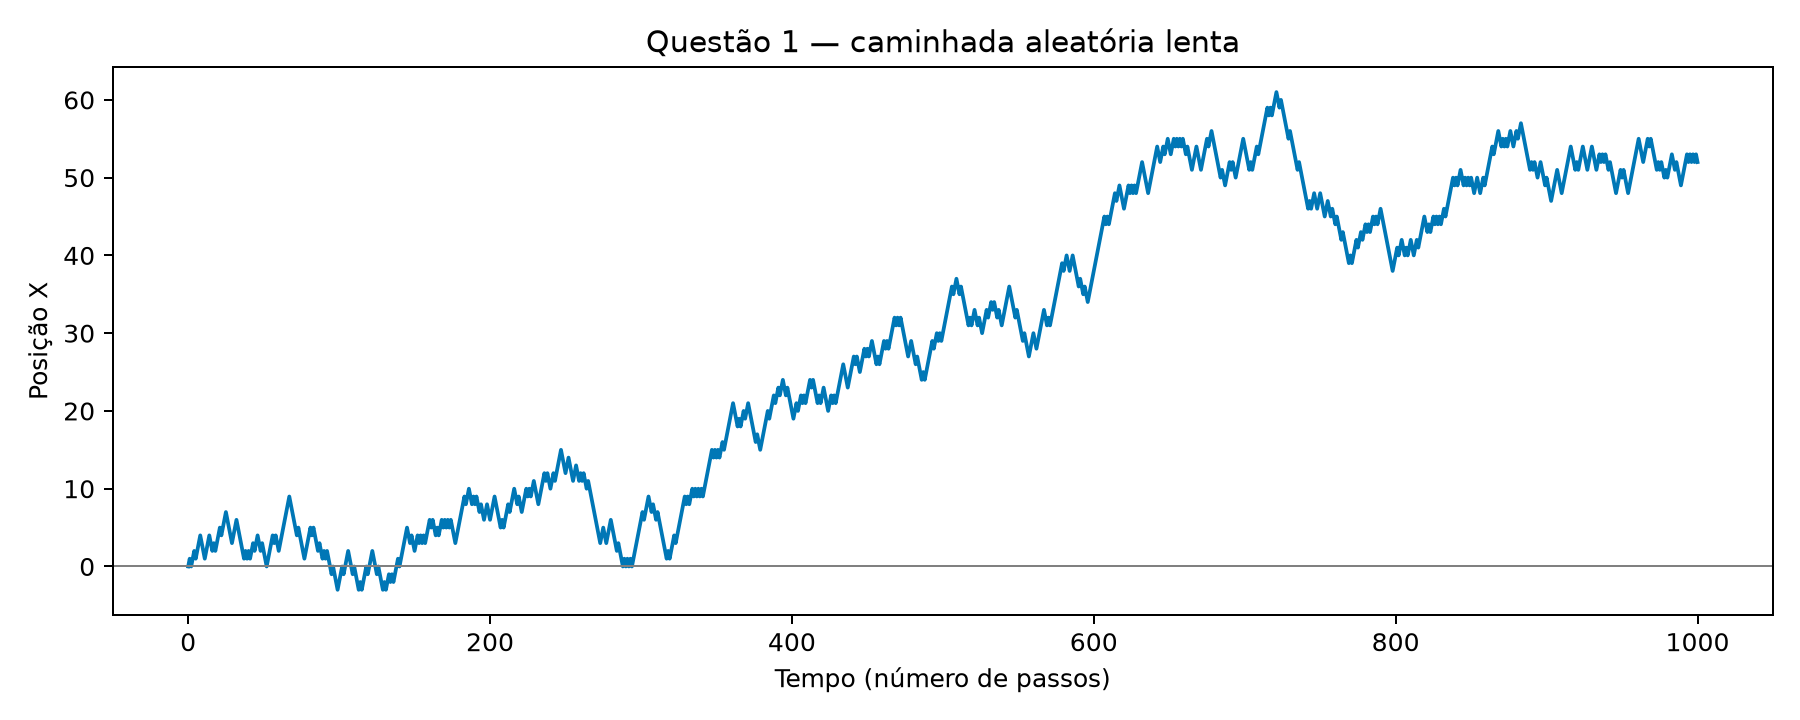 Questão 1 — caminhada aleatória lenta
60
50
40
30
20
10
0
Posição X
0 200 400 600 800 1000
Tempo (número de passos)